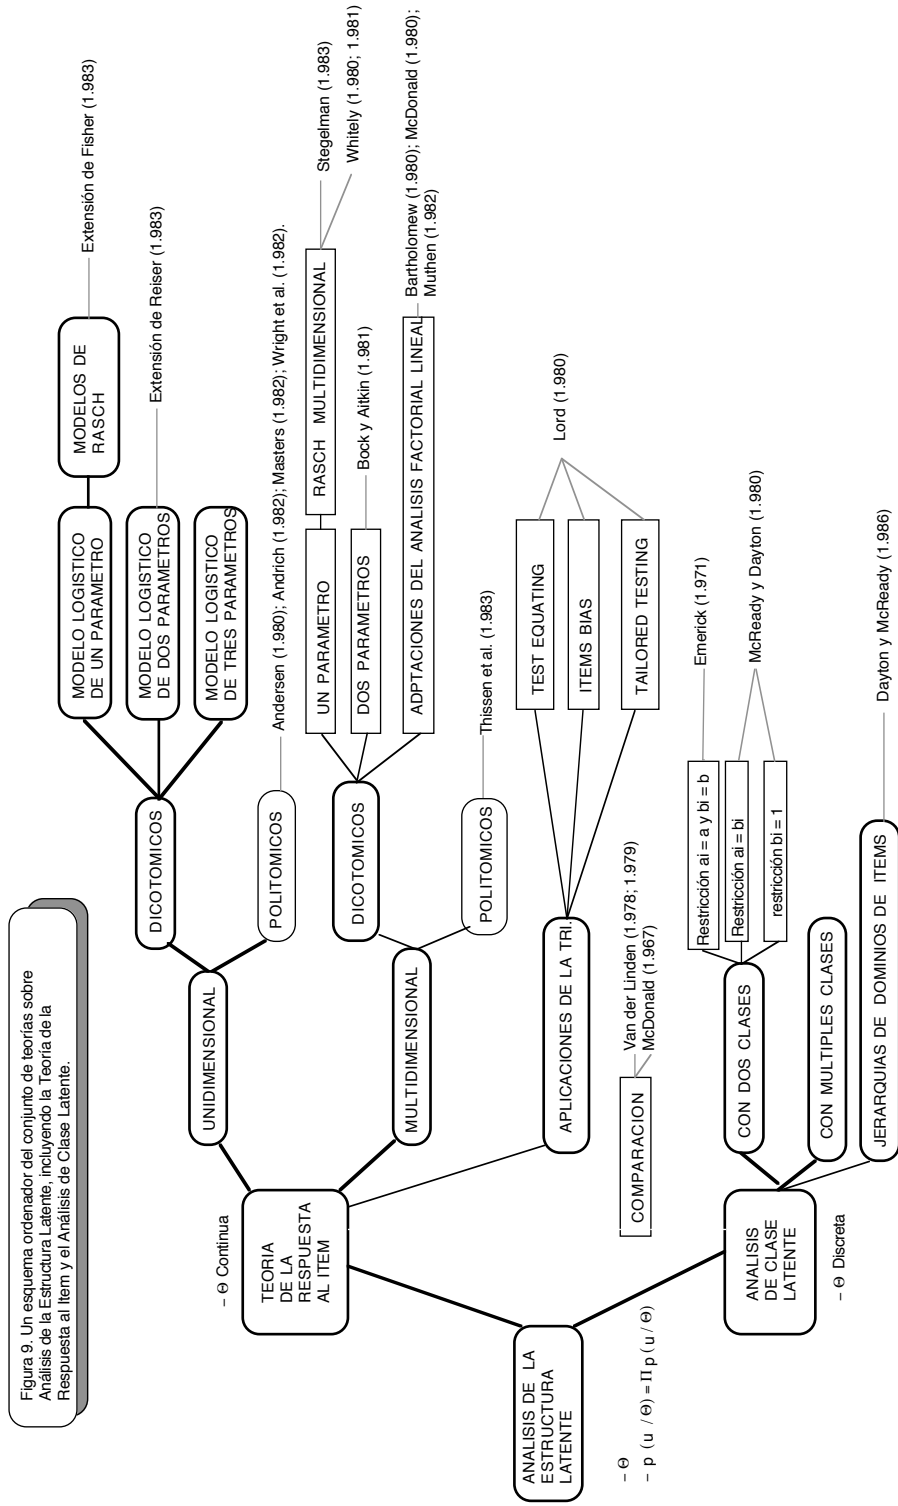 Figura 9. Un esquema ordenador del conjunto de teorías sobre
Análisis de la Estructura Latente, incluyendo la Teoría de la
Respuesta al Item y el Análisis de Clase Latente.
ANALISIS DE LA
ESTRUCTURA
LATENTE
– Θ
– p (u / Θ) = Π p (u / Θ)
– Θ Continua
TEORIA
DE LA
RESPUESTA
AL ITEM
UNIDIMENSIONAL
DICOTOMICOS
MODELO LOGISTICO
DE UN PARAMETRO
MODELOS DE
RASCH
Extensión de Fisher (1.983)
MODELO LOGISTICO
DE DOS PARAMETROS
Extensión de Reiser (1.983)
MODELO LOGISTICO
DE TRES PARAMETROS
POLITOMICOS
Andersen (1.980); Andrich (1.982); Masters (1.982); Wright et al. (1.982).
MULTIDIMENSIONAL
DICOTOMICOS
UN PARAMETRO
RASCH MULTIDIMENSIONAL
Stegelman (1.983)
Whitely (1.980; 1.981)
DOS PARAMETROS
Bock y Aitkin (1.981)
ADPTACIONES DEL ANALISIS FACTORIAL LINEAL
Bartholomew (1.980); McDonald (1.980);
Muthen (1.982)
POLITOMICOS
Thissen et al. (1.983)
APLICACIONES DE LA TRI.
TEST EQUATING
ITEMS BIAS
TAILORED TESTING
Lord (1.980)
COMPARACION
Van der Linden (1.978; 1.979)
McDonald (1.967)
ANALISIS
DE CLASE
LATENTE
– Θ Discreta
CON DOS CLASES
Restricción ai = a y bi = b
Emerick (1.971)
Restricción ai = bi
restricción bi = 1
McReady y Dayton (1.980)
CON MULTIPLES CLASES
JERARQUIAS DE DOMINIOS DE ITEMS
Dayton y McReady (1.986)